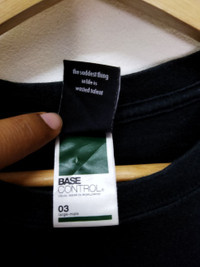 the saddest thing
in life is
wasted talent
BASE
CONTROL
03